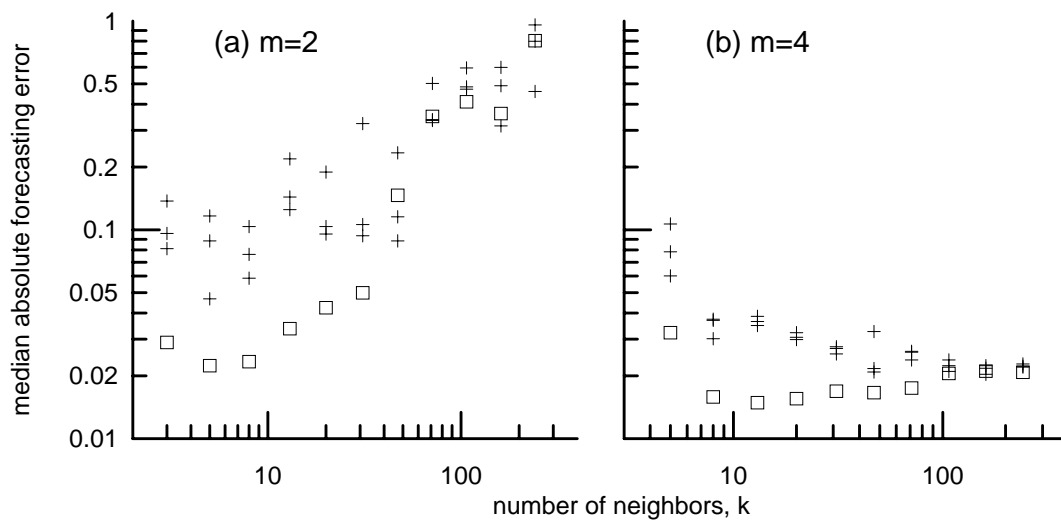 (a) m=2
(b) m=4
median absolute forecasting error
1
0.5
0.2
0.1
0.05
0.02
0.01
10
100
10
100
number of neighbors, k